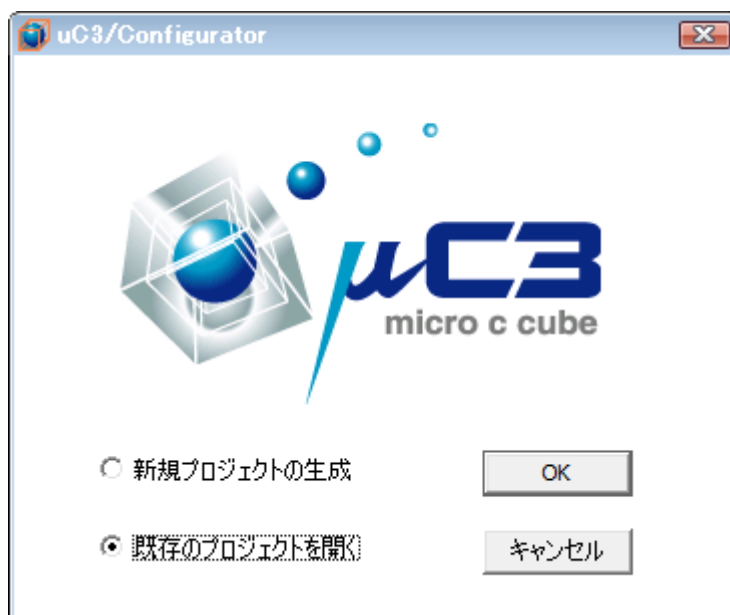 uC3/Configurator
μC3
micro c cube
新規プロジェクトの生成
OK
既存のプロジェクトを開く
キャンセル